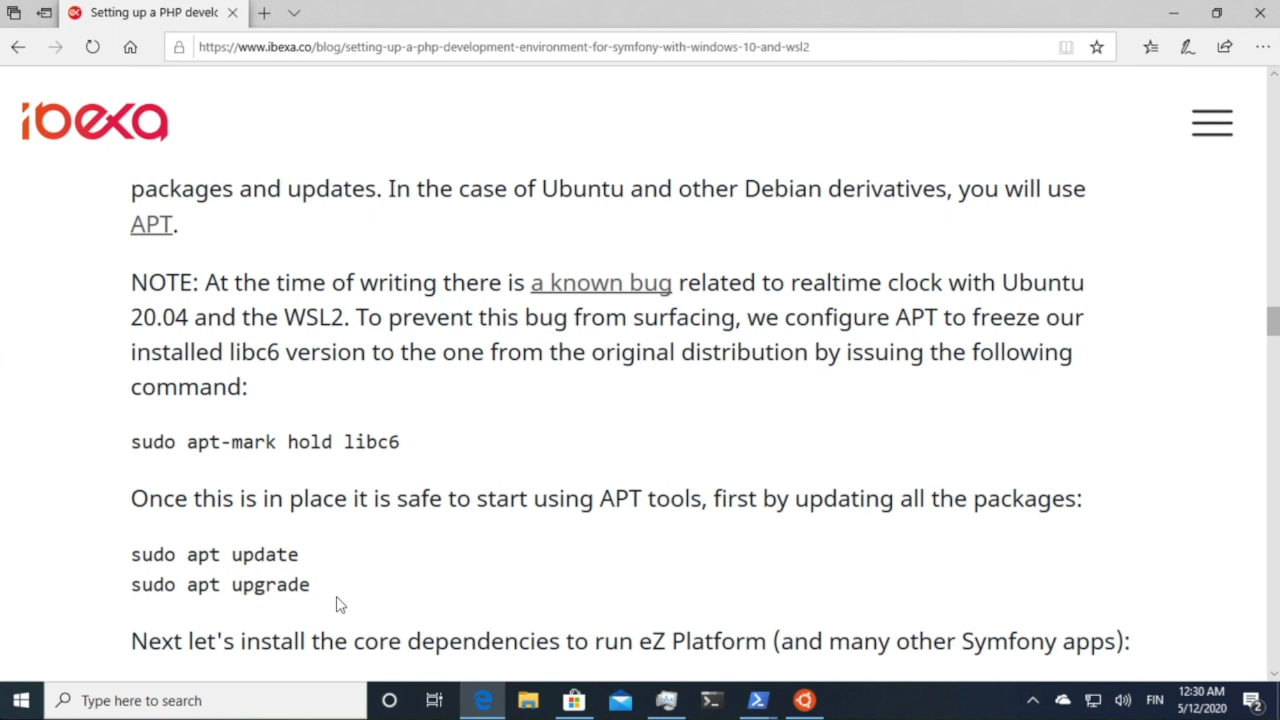 Setting up a PHP develo
https://www.ibexa.co/blog/setting-up-a-php-development-environment-for-symfony-with-windows-10-and-wsl2
ibexa
packages and updates. In the case of Ubuntu and other Debian derivatives, you will use
APT.
NOTE: At the time of writing there is a known bug related to realtime clock with Ubuntu
20.04 and the WSL2. To prevent this bug from surfacing, we configure APT to freeze our
installed libc6 version to the one from the original distribution by issuing the following
command:
sudo apt-mark hold libc6
Once this is in place it is safe to start using APT tools, first by updating all the packages:
sudo apt update
sudo apt upgrade
Next let's install the core dependencies to run eZ Platform (and many other Symfony apps):
Type here to search
FIN
12:30 AM
5/12/2020
2